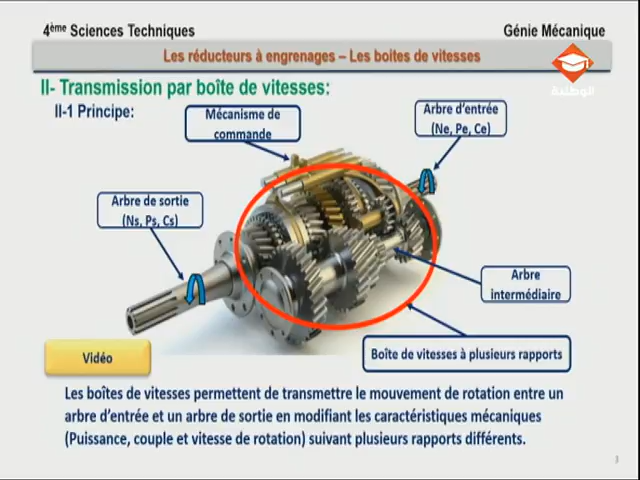 4ème Sciences Techniques
Génie Mécanique
Les réducteurs à engrenages – Les boites de vitesses
الوطنية
II- Transmission par boîte de vitesses:
II-1 Principe:
Mécanisme de
commande
Arbre d'entrée
(Ne, Pe, Ce)
Arbre de sortie
(Ns, Ps, Cs)
Arbre
intermédiaire
Boîte de vitesses à plusieurs rapports
Vidéo
Les boîtes de vitesses permettent de transmettre le mouvement de rotation entre un
arbre d'entrée et un arbre de sortie en modifiant les caractéristiques mécaniques
(Puissance, couple et vitesse de rotation) suivant plusieurs rapports différents.
3